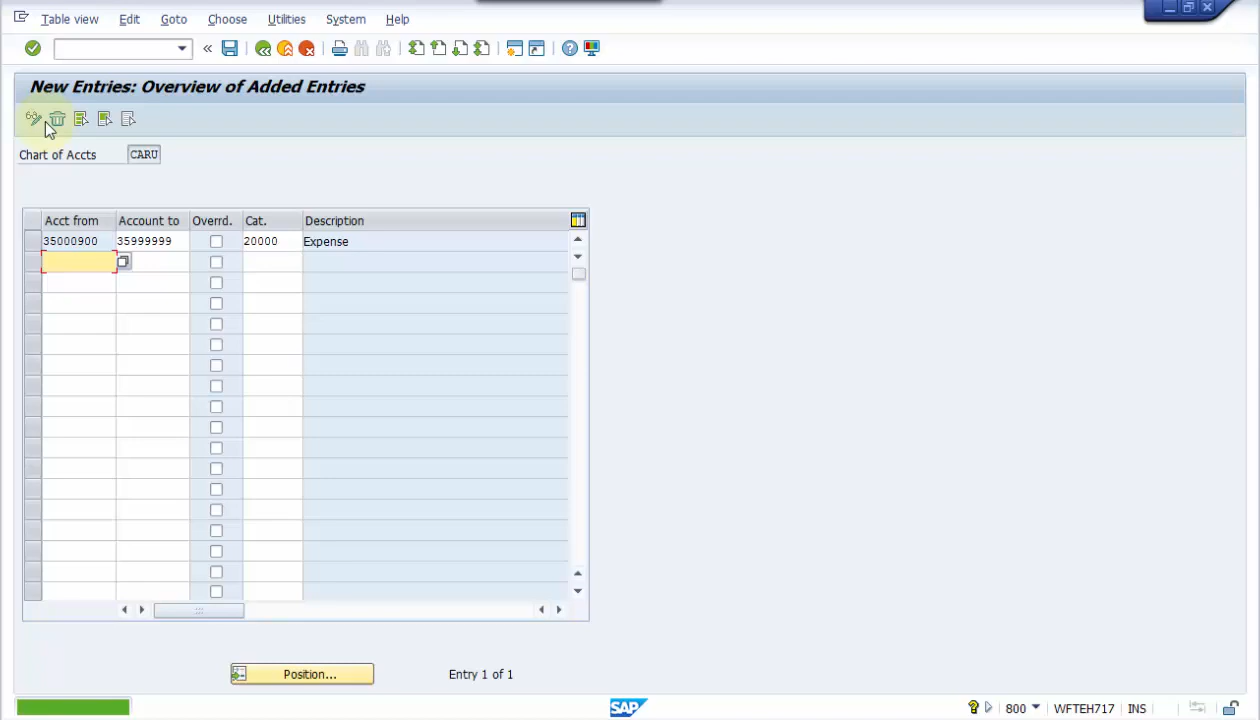 Table view Edit Goto Choose Utilities System Help
New Entries: Overview of Added Entries
Chart of Accts CARU
Acct from Account to Overrd. Cat. Description
35000900 35999999 20000 Expense
Position... Entry 1 of 1
SAP 800 WFTEH717 INS